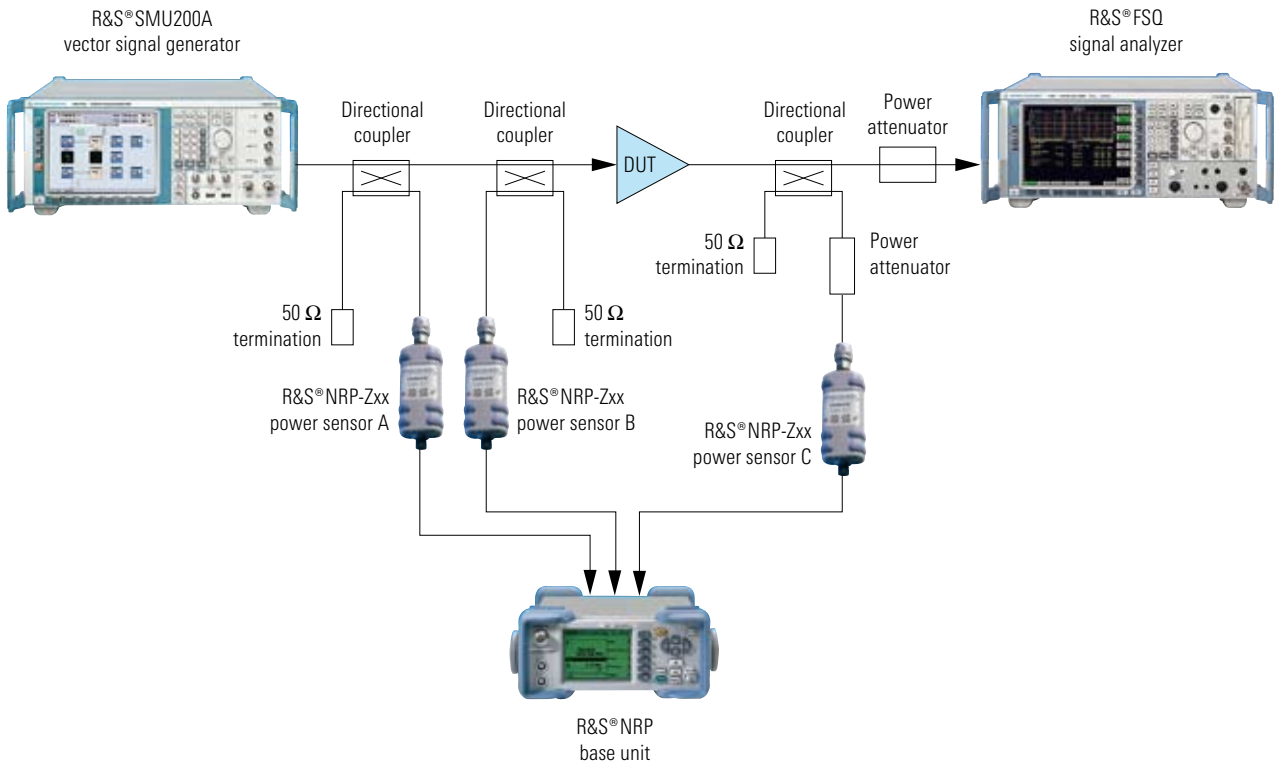 R&S®SMU200A
vector signal generator
R&S®FSQ
signal analyzer
Directional
coupler
Directional
coupler
DUT
Directional
coupler
Power
attenuator
50 Ω
termination
Power
attenuator
50 Ω
termination
50 Ω
termination
R&S®NRP-Zxx
power sensor A
R&S®NRP-Zxx
power sensor B
R&S®NRP-Zxx
power sensor C
R&S®NRP
base unit